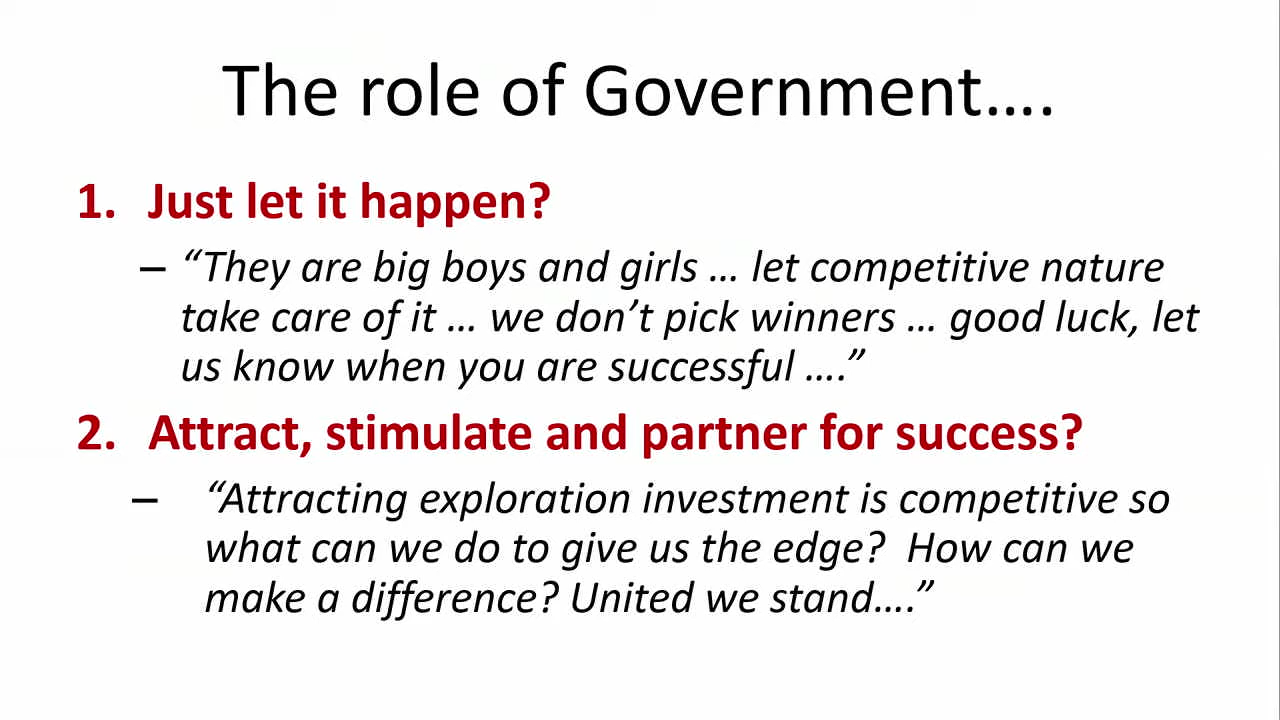 The role of Government….
1. Just let it happen?
– “They are big boys and girls … let competitive nature
take care of it … we don’t pick winners … good luck, let
us know when you are successful ….”
2. Attract, stimulate and partner for success?
– “Attracting exploration investment is competitive so
what can we do to give us the edge? How can we
make a difference? United we stand….”